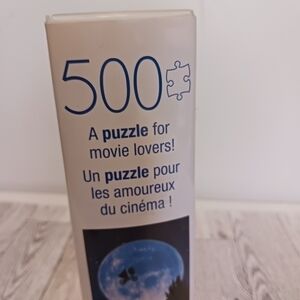 500
A puzzle for
movie lovers!
Un puzzle pour
les amoureux
du cinéma !